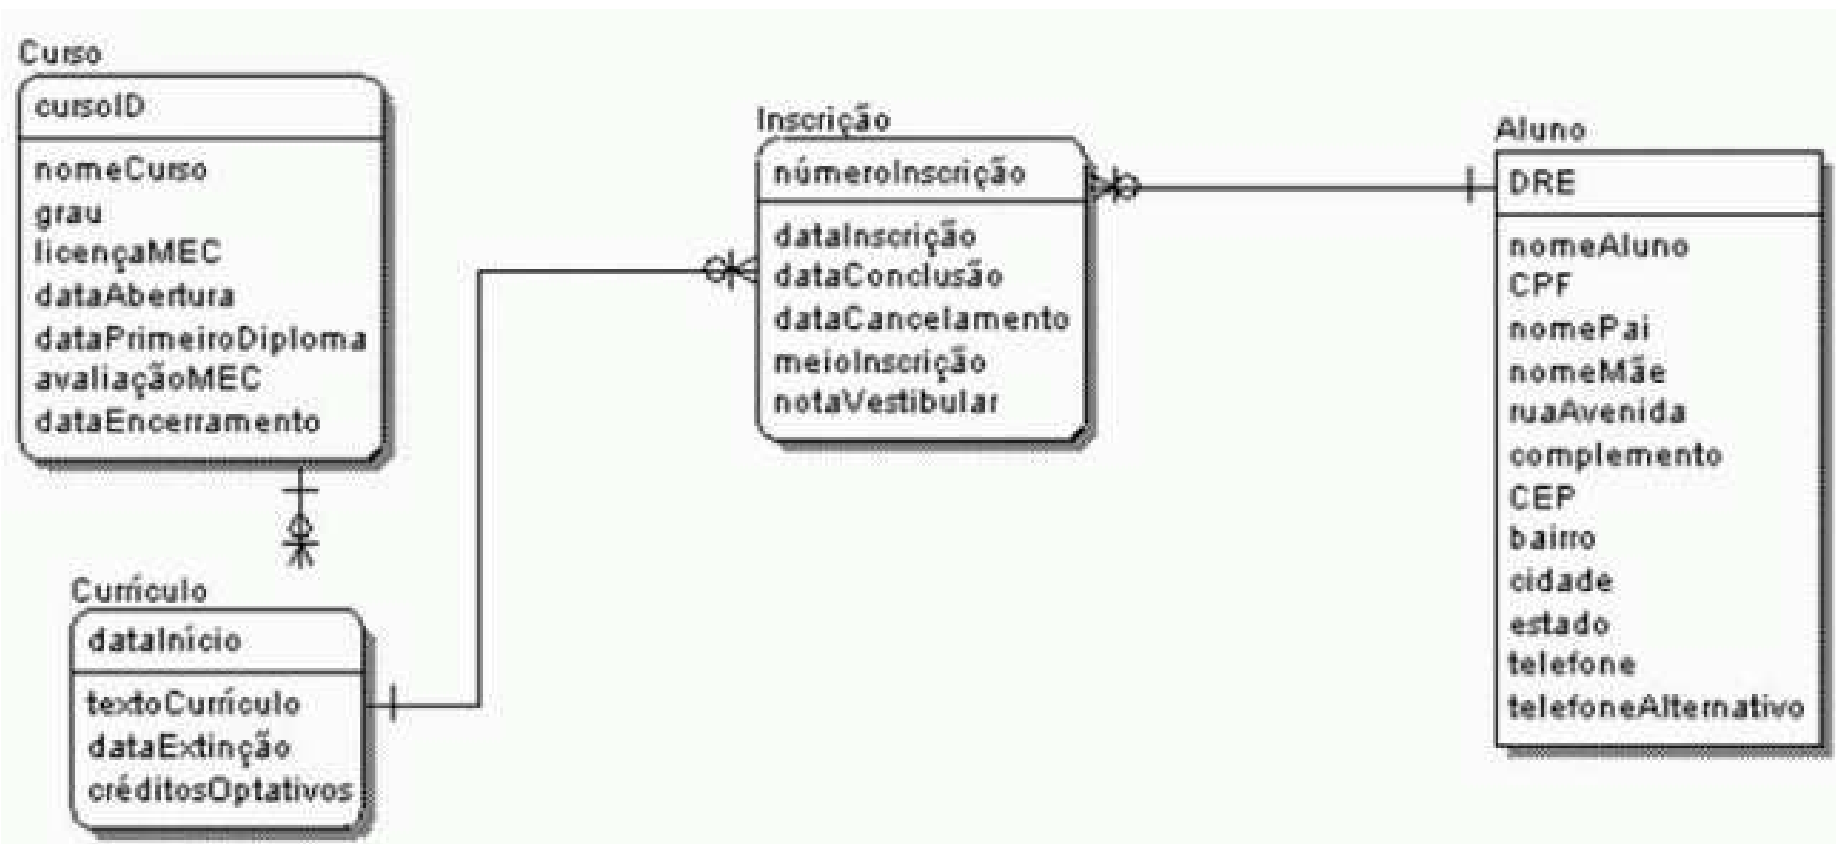 Curso
cursoID
nomeCurso
grau
licençaMEC
dataAbertura
dataPrimeiroDiploma
avaliaçãoMEC
dataEncerramento
Currículo
dataInício
textoCurrículo
dataExtinção
créditosOptativos
Inscrição
númeroInscrição
dataInscrição
dataConclusão
dataCancelamento
meioInscrição
notaVestibular
Aluno
DRE
nomeAluno
CPF
nomePai
nomeMãe
ruaAvenida
complemento
CEP
bairro
cidade
estado
telefone
telefoneAlternativo